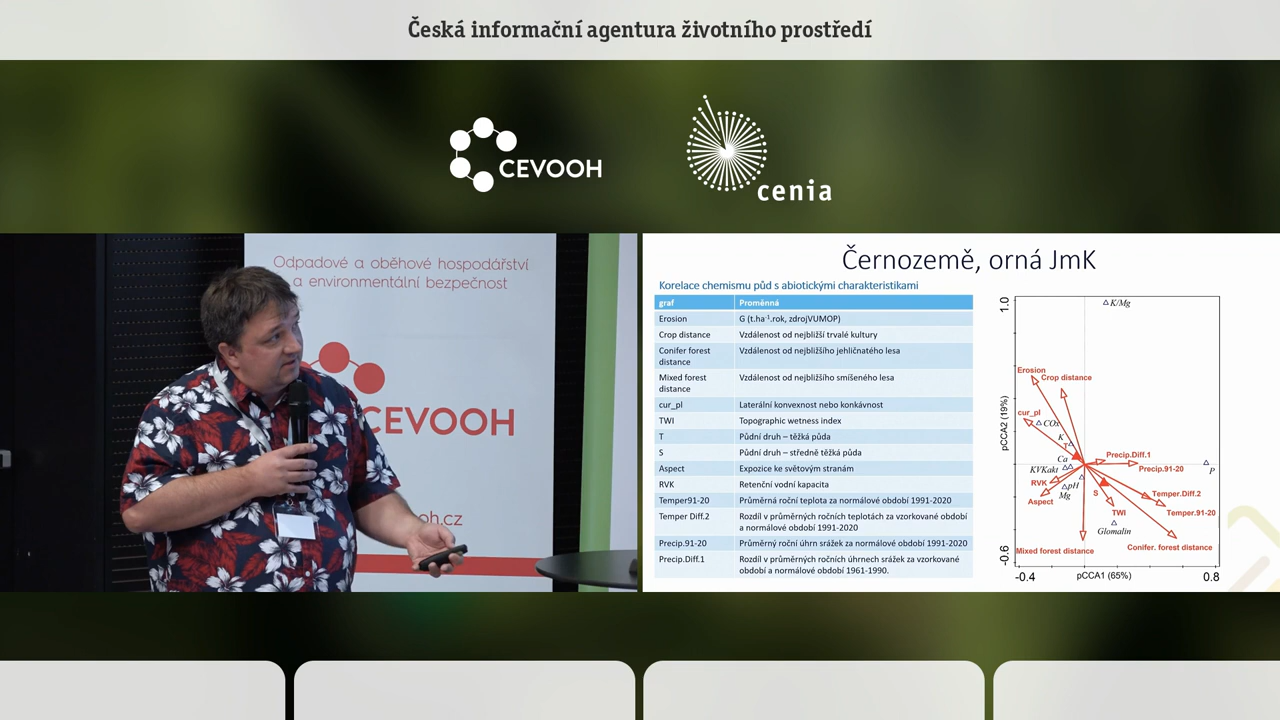 Česká informační agentura životního prostředí
CEVOOH
cenia
Odpadové a oběhové hospodářství
a environmentální bezpečnost
CEVOOH
oh.cz
Černozemě, orná JmK
Korelace chemismu půd s abiotickými charakteristikami
graf Proměnná
Erosion G (t.ha⁻¹.rok, zdrojVUMOP)
Crop distance Vzdálenost od nejbližší trvalé kultury
Conifer forest Vzdálenost od nejbližšího jehličnatého lesa
distance
Mixed forest Vzdálenost od nejbližšího smíšeného lesa
distance
cur_pl Laterální konvexnost nebo konkávnost
TWI Topographic wetness index
T Půdní druh – těžká půda
S Půdní druh – středně těžká půda
Aspect Expozice ke světovým stranám
RVK Retenční vodní kapacita
Temper91-20 Průměrná roční teplota za normálové období 1991-2020
Temper Diff.2 Rozdíl v průměrných ročních teplotách za vzorkované období
a normálové období 1991-2020
Precip.91-20 Průměrný roční úhrn srážek za normálové období 1991-2020
Precip.Diff.1 Rozdíl v průměrných ročních úhrnech srážek za vzorkované
období a normálové období 1961-1990.
1.0
K/Mg
Erosion
Crop distance
cur_pl
COx
K
T
Ca
Precip.Diff.1
KVKakt
Precip.91-20
P
RVK
pH
S
Mg
Temper.Diff.2
Aspect
TWI
Temper.91-20
Glomalin
Mixed forest distance
Conifer. forest distance
pCCA2 (19%)
-0.6
-0.4
pCCA1 (65%)
0.8